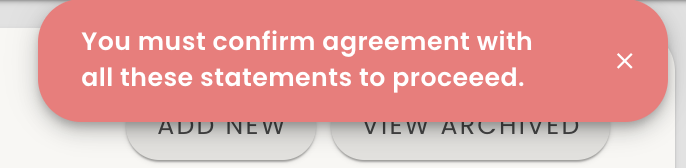 You must confirm agreement with
all these statements to proceeed.
ADD NEW
VIEW ARCHIVED